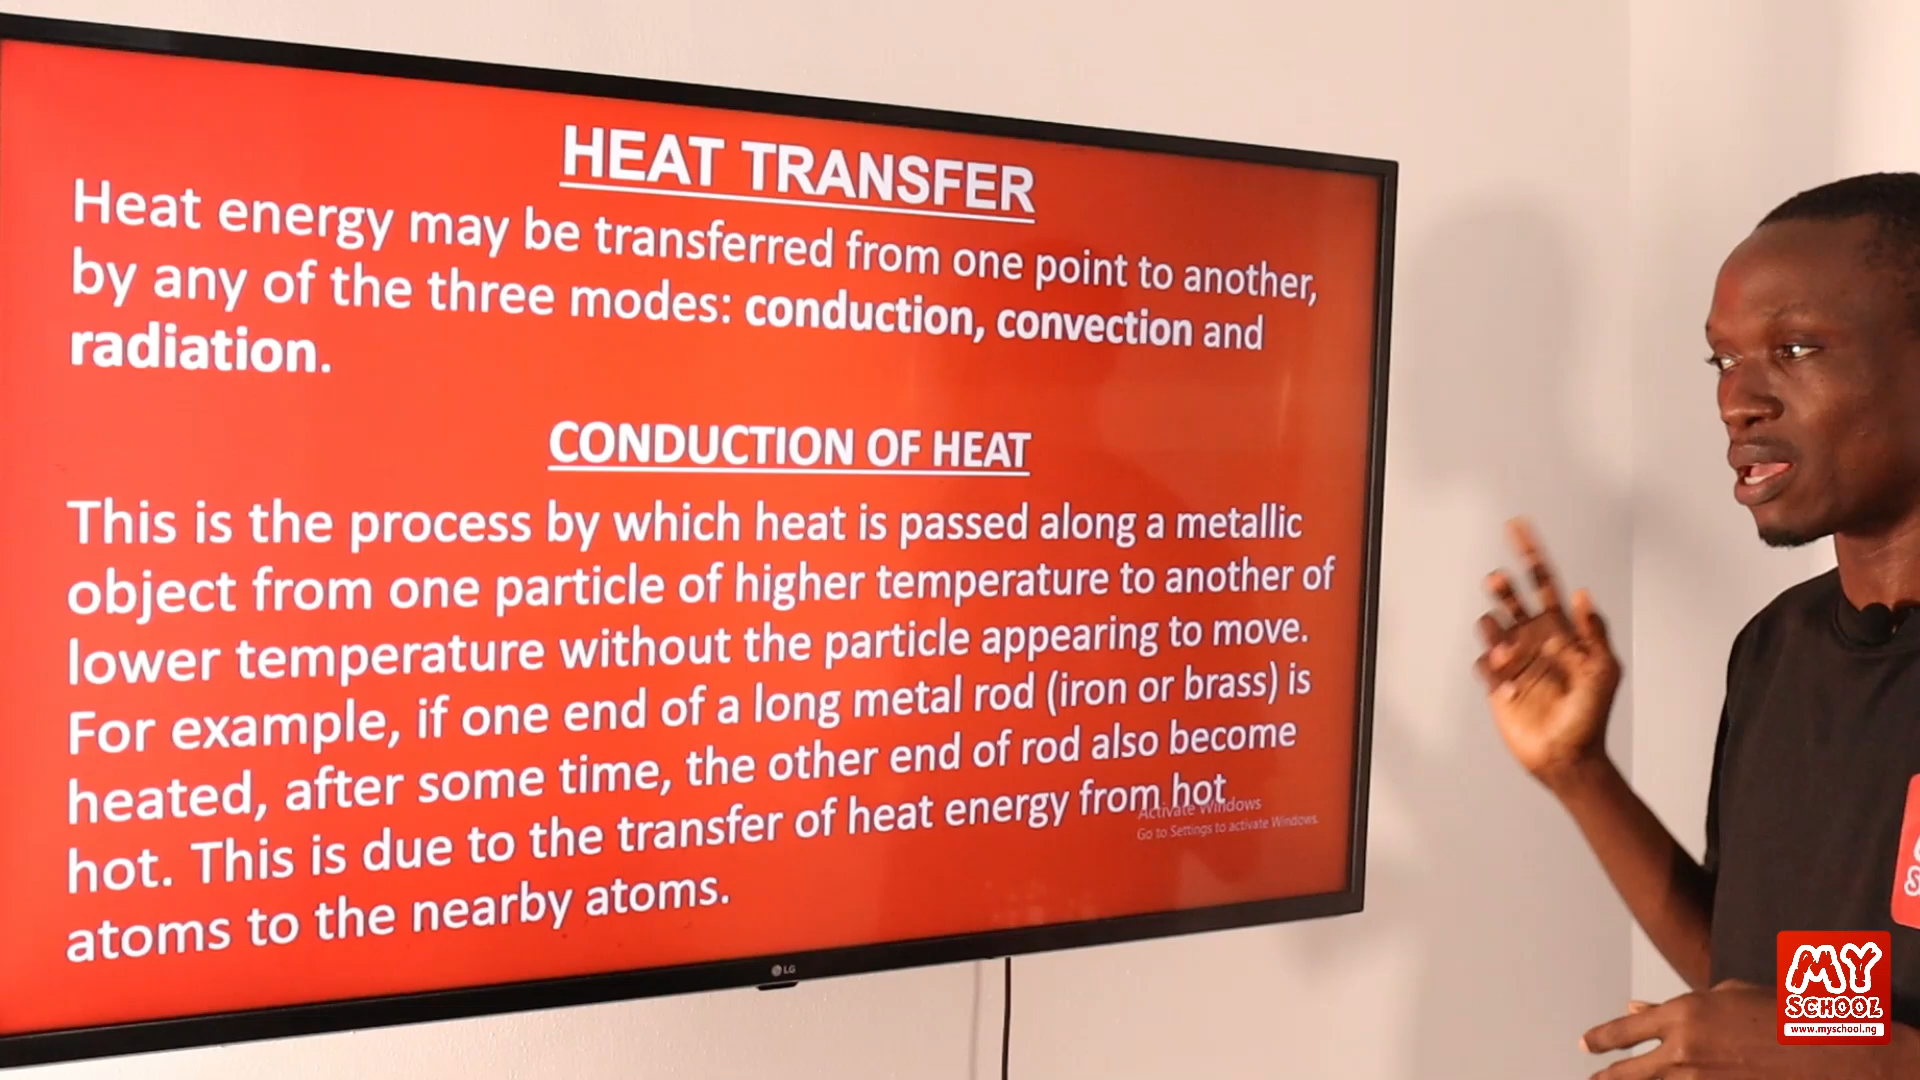 HEAT TRANSFER
Heat energy may be transferred from one point to another,
by any of the three modes: conduction, convection and
radiation.
CONDUCTION OF HEAT
This is the process by which heat is passed along a metallic
object from one particle of higher temperature to another of
lower temperature without the particle appearing to move.
For example, if one end of a long metal rod (iron or brass) is
heated, after some time, the other end of rod also become
hot. This is due to the transfer of heat energy from hot
atoms to the nearby atoms.
Activate Windows
Go to Settings to activate Windows.
LG
MY
SCHOOL
www.myschool.ng